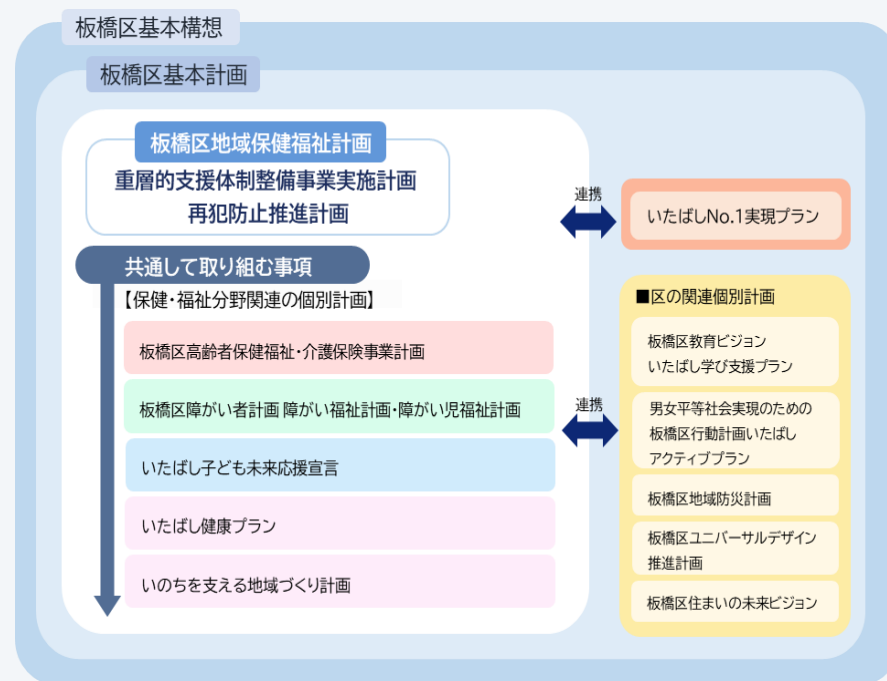 板橋区基本構想
板橋区基本計画
板橋区地域保健福祉計画
重層的支援体制整備事業実施計画
再犯防止推進計画
共通して取り組む事項
【保健・福祉分野関連の個別計画】
板橋区高齢者保健福祉・介護保険事業計画
板橋区障がい者計画 障がい福祉計画・障がい児福祉計画
いたばし子ども未来応援宣言
いたばし健康プラン
いのちを支える地域づくり計画
連携
いたばしNo.1実現プラン
連携
■区の関連個別計画
板橋区教育ビジョン
いたばし学び支援プラン
男女平等社会実現のための
板橋区行動計画いたばし
アクティブプラン
板橋区地域防災計画
板橋区ユニバーサルデザイン
推進計画
板橋区住まいの未来ビジョン